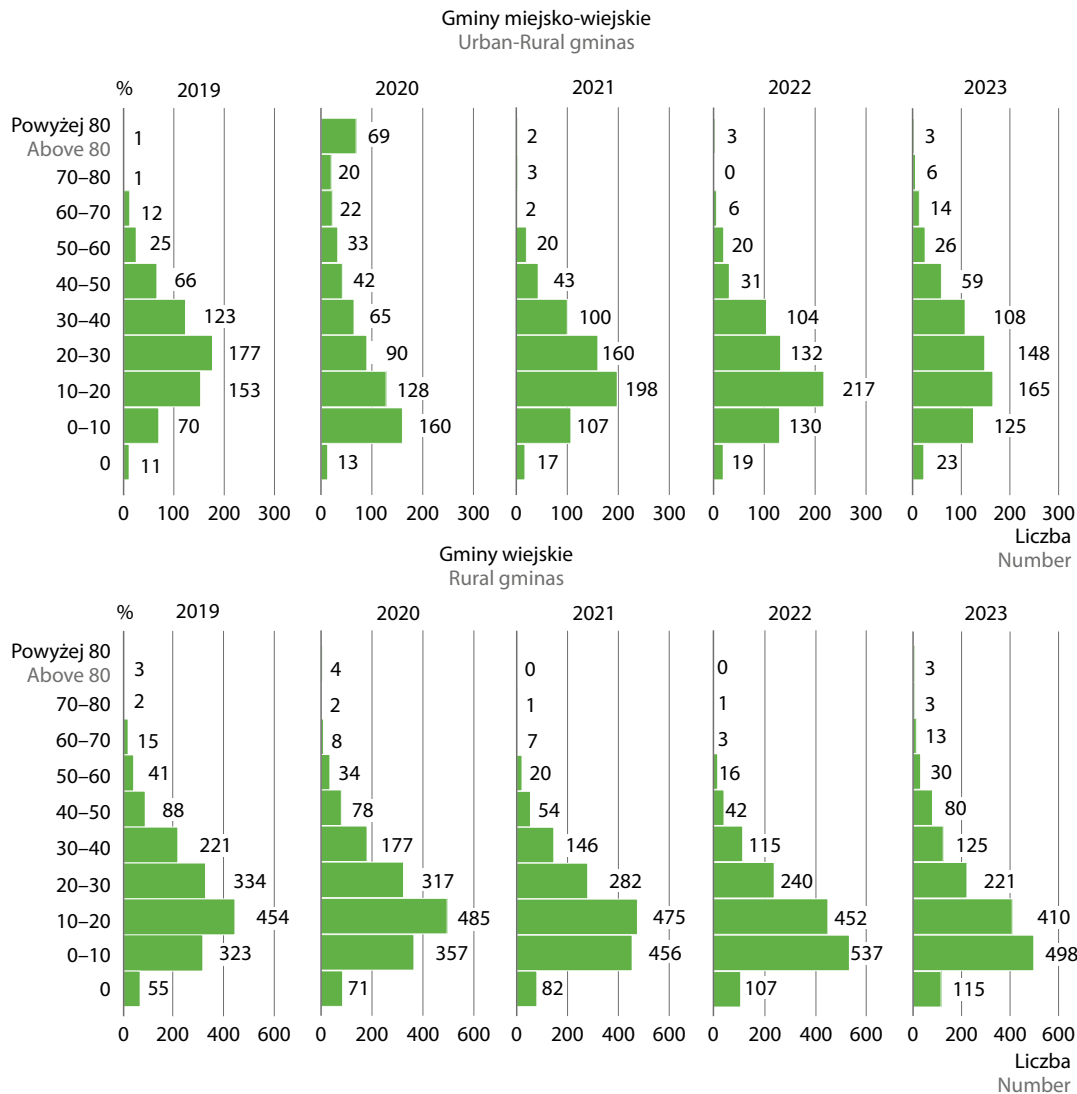 Gminy miejsko-wiejskie
Urban-Rural gminas
% 2019 2020 2021 2022 2023
Powyżej 80
Above 80
1 69 2 3 3
70–80 1 20 3 0 6
60–70 12 22 2 6 14
50–60 25 33 20 20 26
40–50 66 42 43 31 59
30–40 123 65 100 104 108
20–30 177 90 160 132 148
10–20 153 128 198 217 165
0–10 70 160 107 130 125
0 11 13 17 19 23
0 100 200 300 0 100 200 300 0 100 200 300 0 100 200 300 0 100 200 300
Liczba
Number
Gminy wiejskie
Rural gminas
% 2019 2020 2021 2022 2023
Powyżej 80
Above 80
3 4 0 0 3
70–80 2 2 1 1 3
60–70 15 8 7 3 13
50–60 41 34 20 16 30
40–50 88 78 54 42 80
30–40 221 177 146 115 125
20–30 334 317 282 240 221
10–20 454 485 475 452 410
0–10 323 357 456 537 498
0 55 71 82 107 115
0 200 400 600 0 200 400 600 0 200 400 600 0 200 400 600 0 200 400 600
Liczba
Number